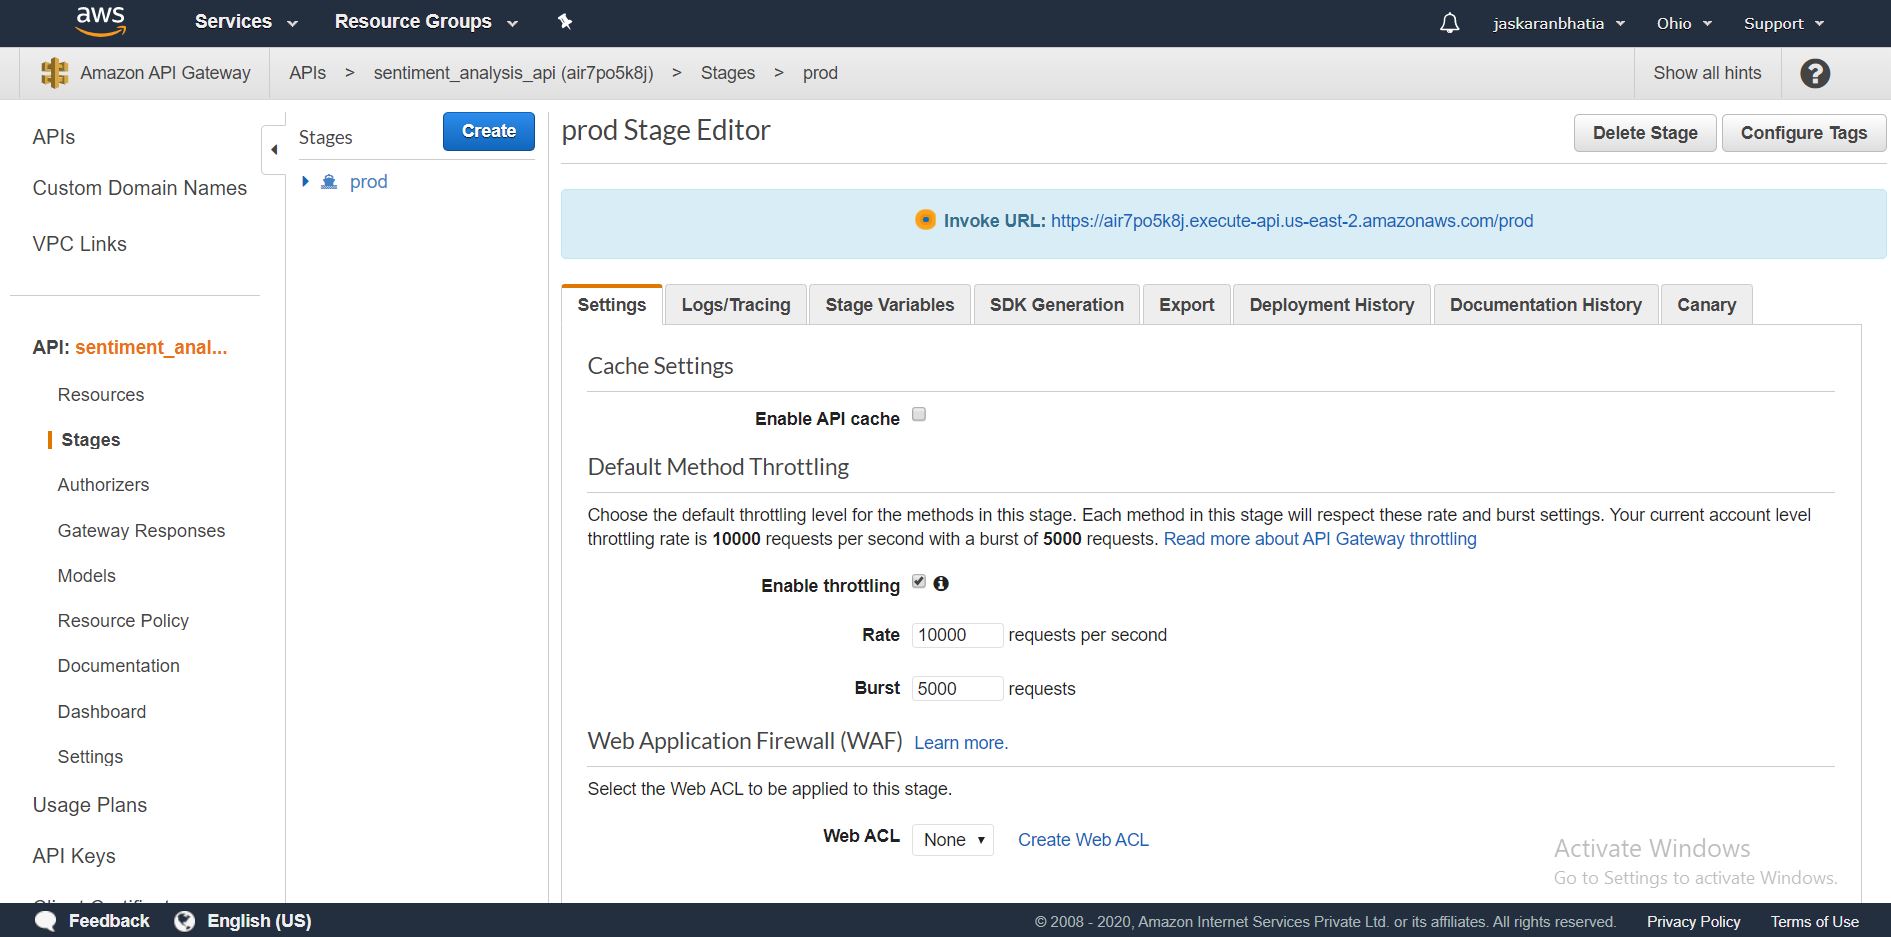 aws Services Resource Groups jaskaranbhatia Ohio Support
Amazon API Gateway APIs > sentiment_analysis_api (air7po5k8j) > Stages > prod Show all hints ?
APIs
Custom Domain Names
VPC Links
API: sentiment_anal...
Resources
Stages
Authorizers
Gateway Responses
Models
Resource Policy
Documentation
Dashboard
Settings
Usage Plans
API Keys
Stages Create
prod
prod Stage Editor Delete Stage Configure Tags
Invoke URL: https://air7po5k8j.execute-api.us-east-2.amazonaws.com/prod
Settings Logs/Tracing Stage Variables SDK Generation Export Deployment History Documentation History Canary
Cache Settings
Enable API cache
Default Method Throttling
Choose the default throttling level for the methods in this stage. Each method in this stage will respect these rate and burst settings. Your current account level
throttling rate is 10000 requests per second with a burst of 5000 requests. Read more about API Gateway throttling
Enable throttling
Rate 10000 requests per second
Burst 5000 requests
Web Application Firewall (WAF) Learn more.
Select the Web ACL to be applied to this stage.
Web ACL None Create Web ACL
Activate Windows
Go to Settings to activate Windows.
Feedback English (US) © 2008 - 2020, Amazon Internet Services Private Ltd. or its affiliates. All rights reserved. Privacy Policy Terms of Use